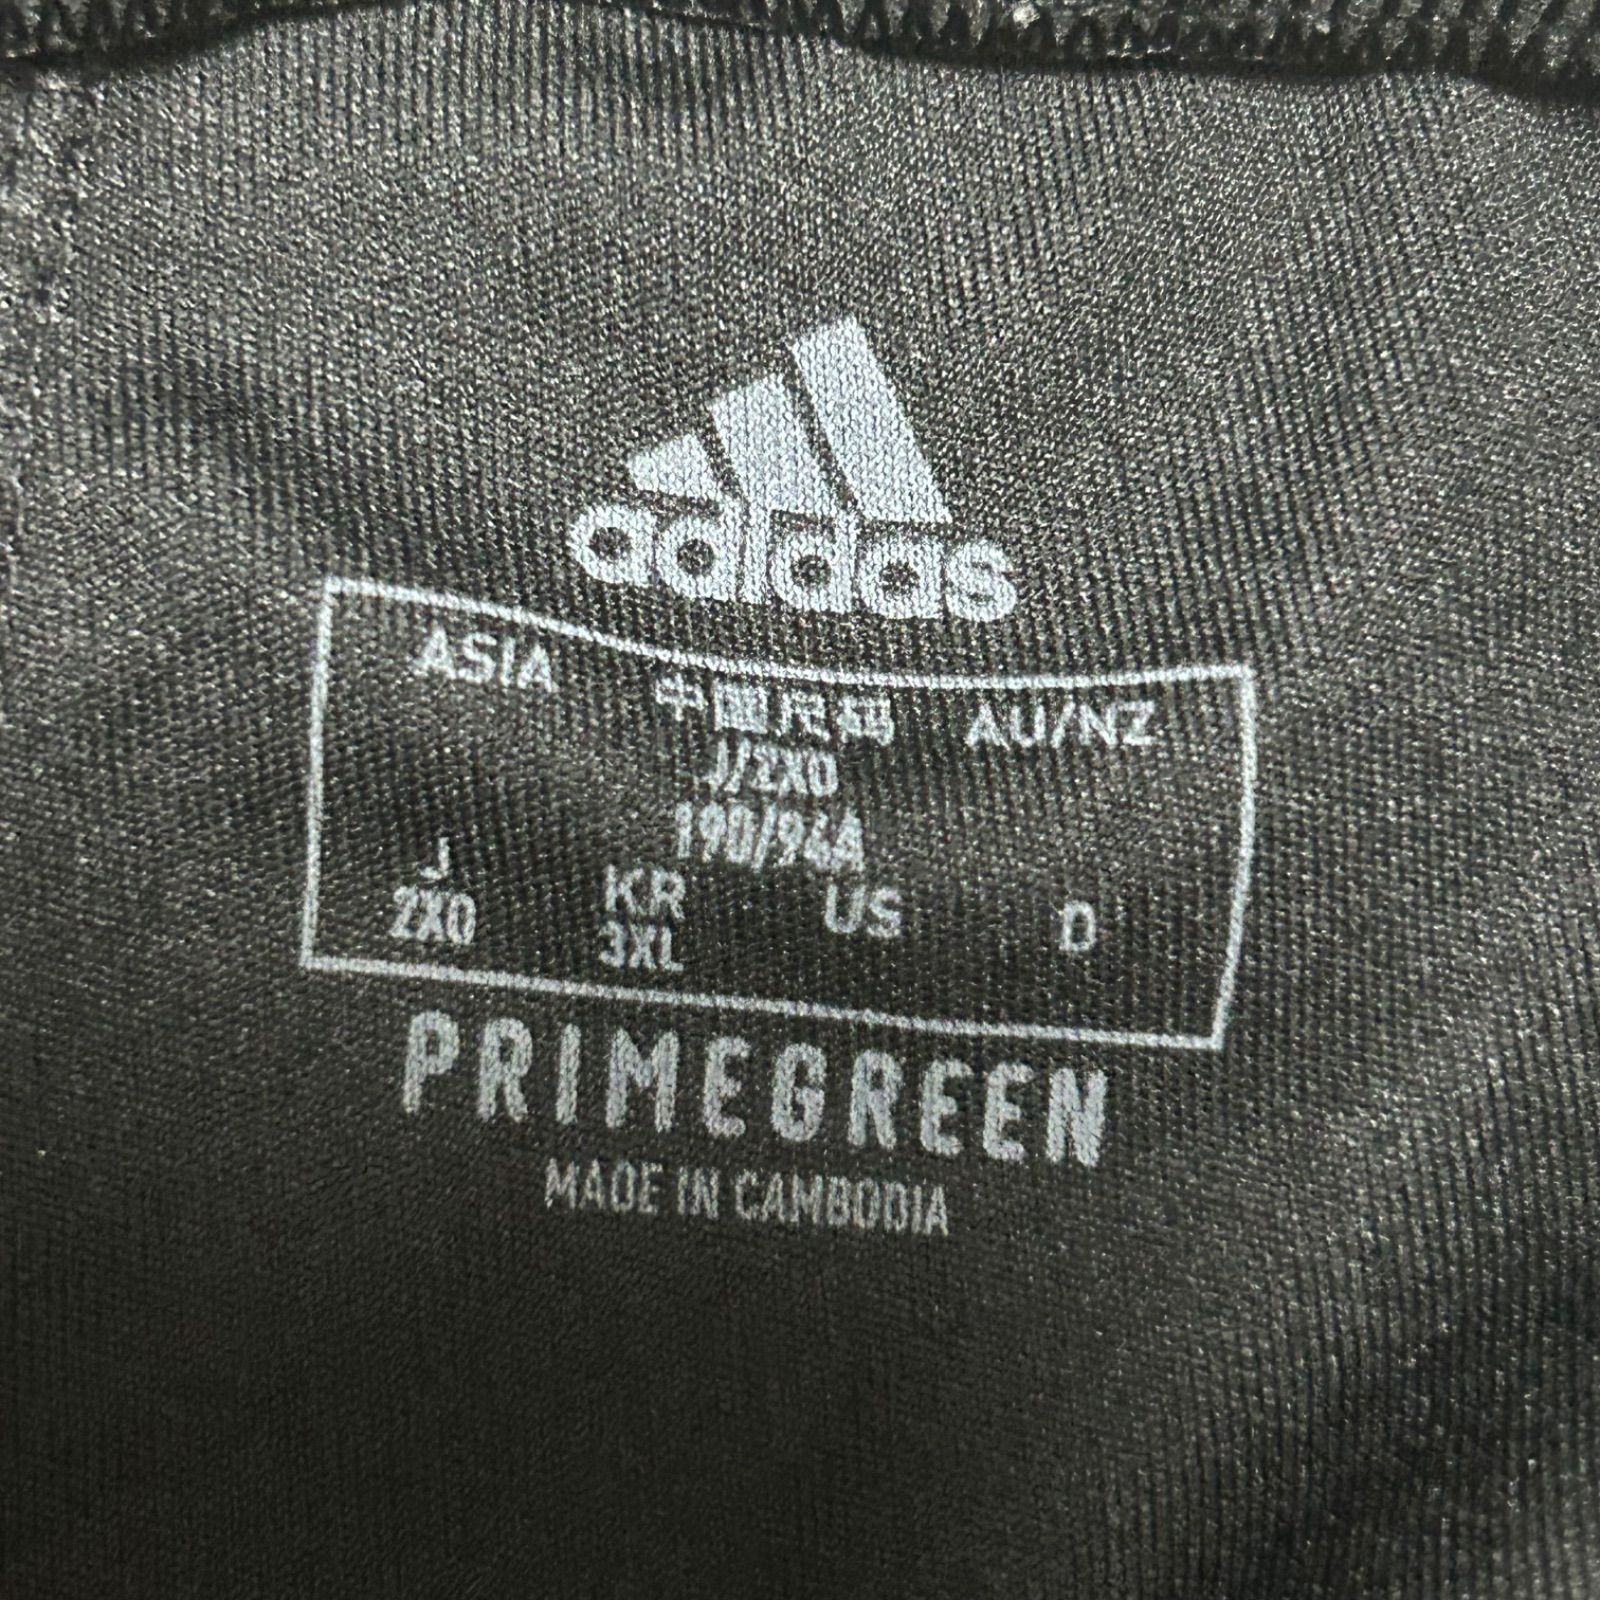 adidas
ASIA 中國尺碼 AU/NZ
J/2XO
190/94A
J KR US D
2XO 3XL
PRIMEGREEN
MADE IN CAMBODIA